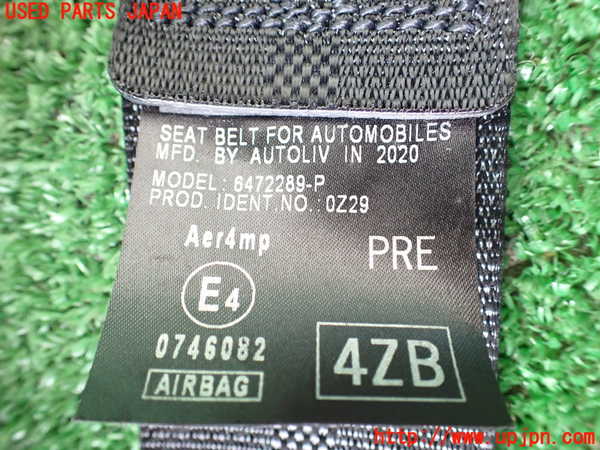 USED PARTS JAPAN
SEAT BELT FOR AUTOMOBILES
MFD. BY AUTOLIV IN 2020
MODEL: 6472289-P
PROD. IDENT.NO.: 0Z29
Aer4mp
PRE
E4
0746082
4ZB
AIRBAG
http://www.upjpn.com/